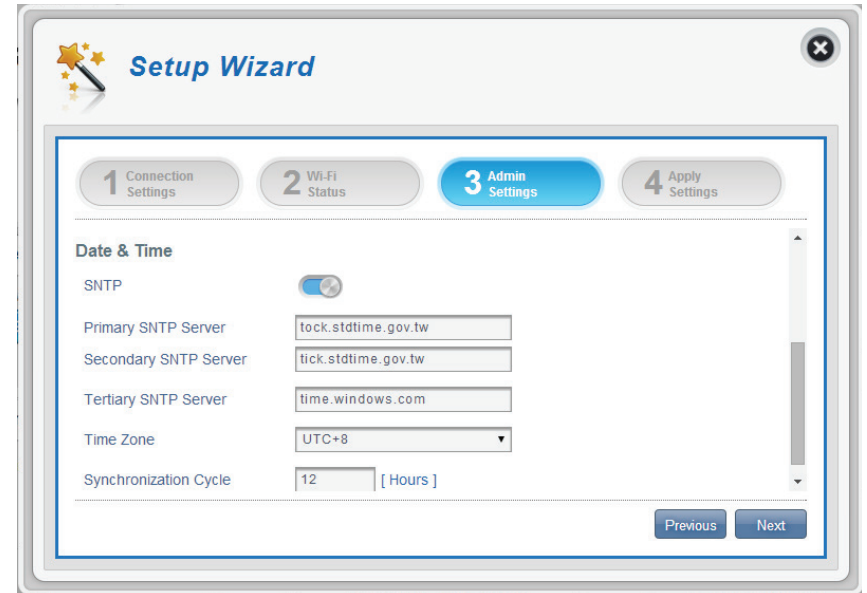 Setup Wizard
1 Connection Settings
2 Wi-Fi Status
3 Admin Settings
4 Apply Settings
Date & Time
SNTP
Primary SNTP Server tock.stdtime.gov.tw
Secondary SNTP Server tick.stdtime.gov.tw
Tertiary SNTP Server time.windows.com
Time Zone UTC+8
Synchronization Cycle 12 [ Hours ]
Previous Next